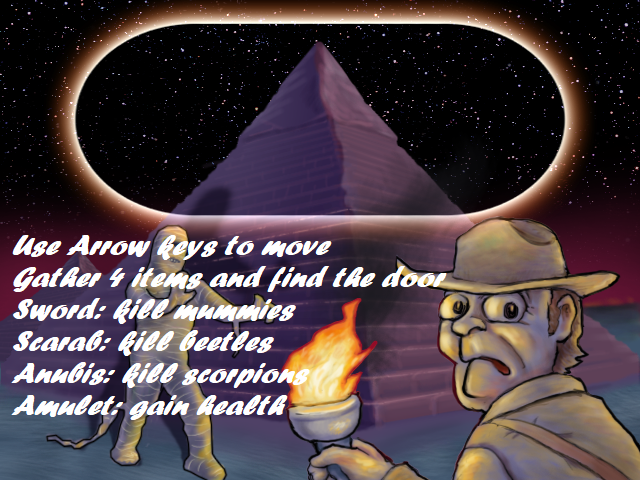 Use Arrow keys to move
Gather 4 items and find the door
Sword: kill mummies
Scarab: kill beetles
Anubis: kill scorpions
Amulet: gain health